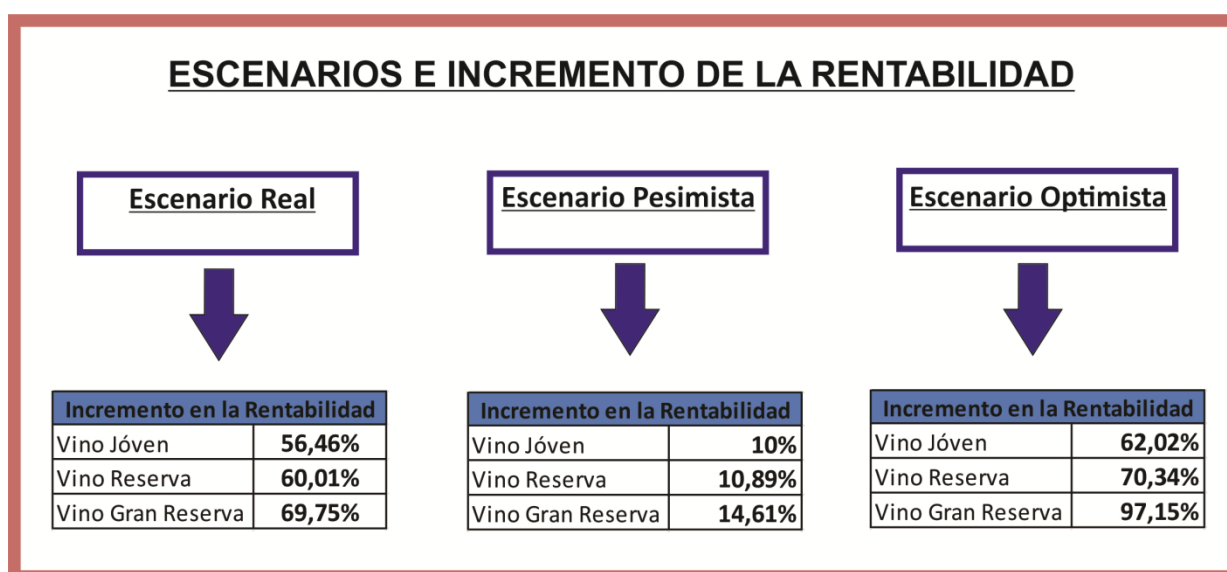 ESCENARIOS E INCREMENTO DE LA RENTABILIDAD
Escenario Real
Incremento en la Rentabilidad
Vino Jóven 56,46%
Vino Reserva 60,01%
Vino Gran Reserva 69,75%
Escenario Pesimista
Incremento en la Rentabilidad
Vino Jóven 10%
Vino Reserva 10,89%
Vino Gran Reserva 14,61%
Escenario Optimista
Incremento en la Rentabilidad
Vino Jóven 62,02%
Vino Reserva 70,34%
Vino Gran Reserva 97,15%